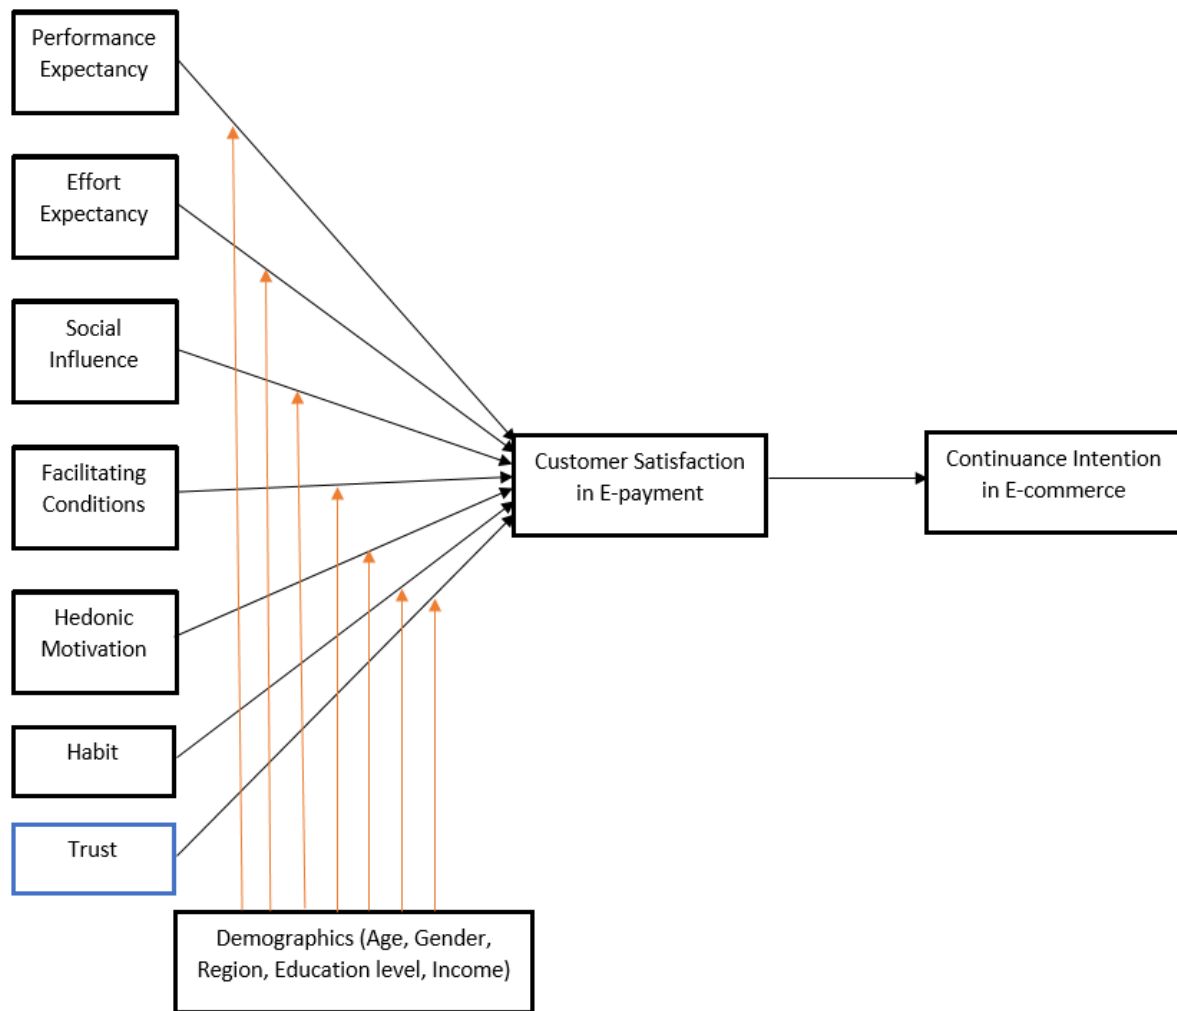 Performance
Expectancy
Effort
Expectancy
Social
Influence
Facilitating
Conditions
Hedonic
Motivation
Habit
Trust
Demographics (Age, Gender,
Region, Education level, Income)
Customer Satisfaction
in E-payment
Continuance Intention
in E-commerce